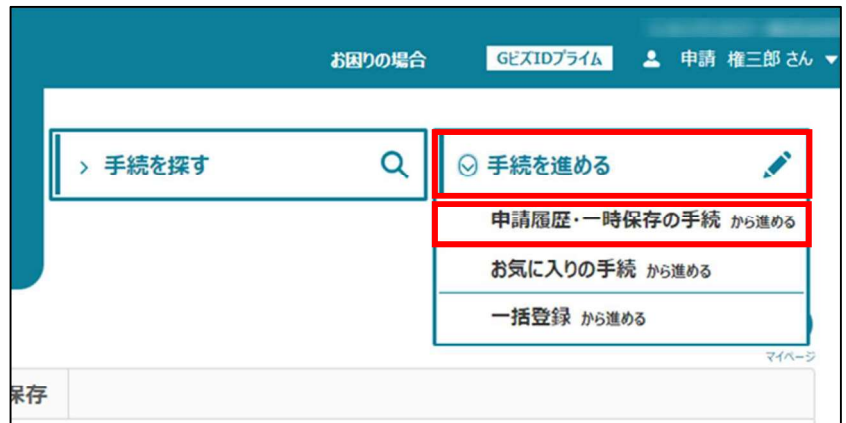 お困りの場合 GビズIDプライム 申請 権三郎 さん ▼
> 手続を探す
手続を進める
申請履歴・一時保存の手続 から進める
お気に入りの手続 から進める
一括登録 から進める
マイページ
保存